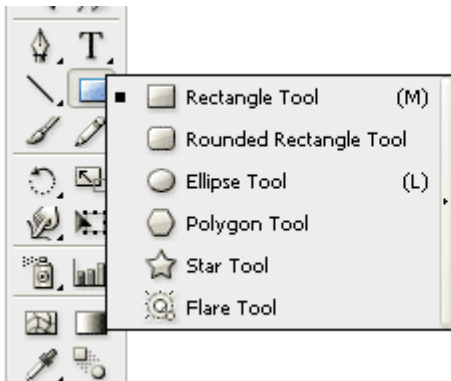 T
Rectangle Tool (M)
Rounded Rectangle Tool
Ellipse Tool (L)
Polygon Tool
Star Tool
Flare Tool